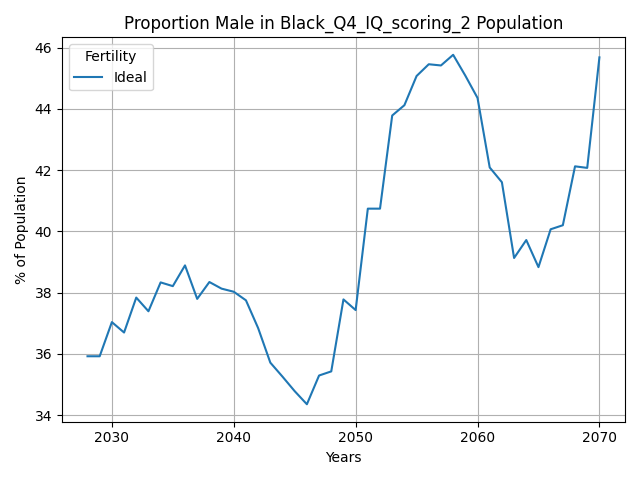 Proportion Male in Black_Q4_IQ_scoring_2 Population
Fertility
Ideal
46
44
42
40
38
36
34
% of Population
2030
2040
2050
2060
2070
Years